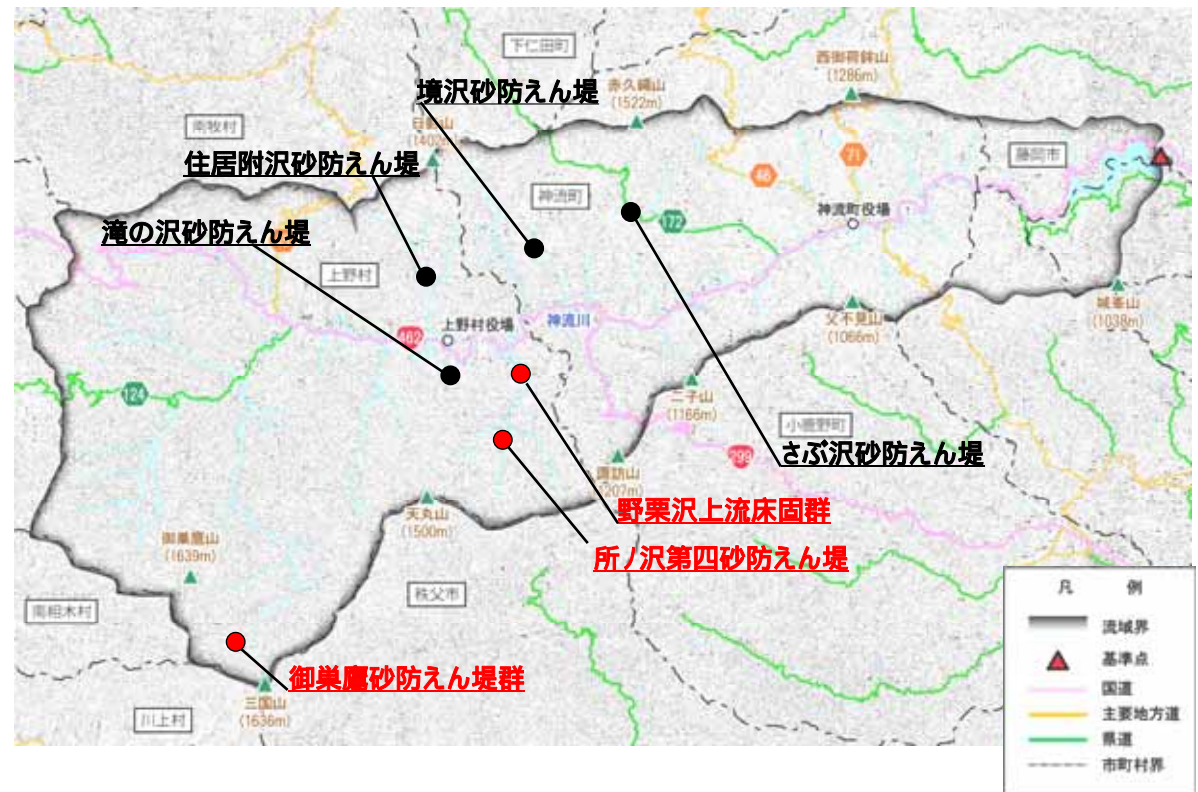 下仁田町
西御荷鉾山
(1286m)
境沢砂防えん堤
赤久縄山
(1522m)
南牧村
71
藤岡市
住居附沢砂防えん堤
46
神流町
神流町役場
172
滝の沢砂防えん堤
上野村
城峯山
(1038m)
神流川
上野村役場
462
父不見山
(1066m)
124
二子山
(1166m)
小鹿野町
299
さぶ沢砂防えん堤
諏訪山
天丸山
(1500m)
野栗沢上流床固群
御巣鷹山
(1639m)
所ノ沢第四砂防えん堤
秩父市
南相木村
御巣鷹砂防えん堤群
三国山
(1636m)
川上村
凡 例
流域界
基準点
国道
主要地方道
県道
市町村界